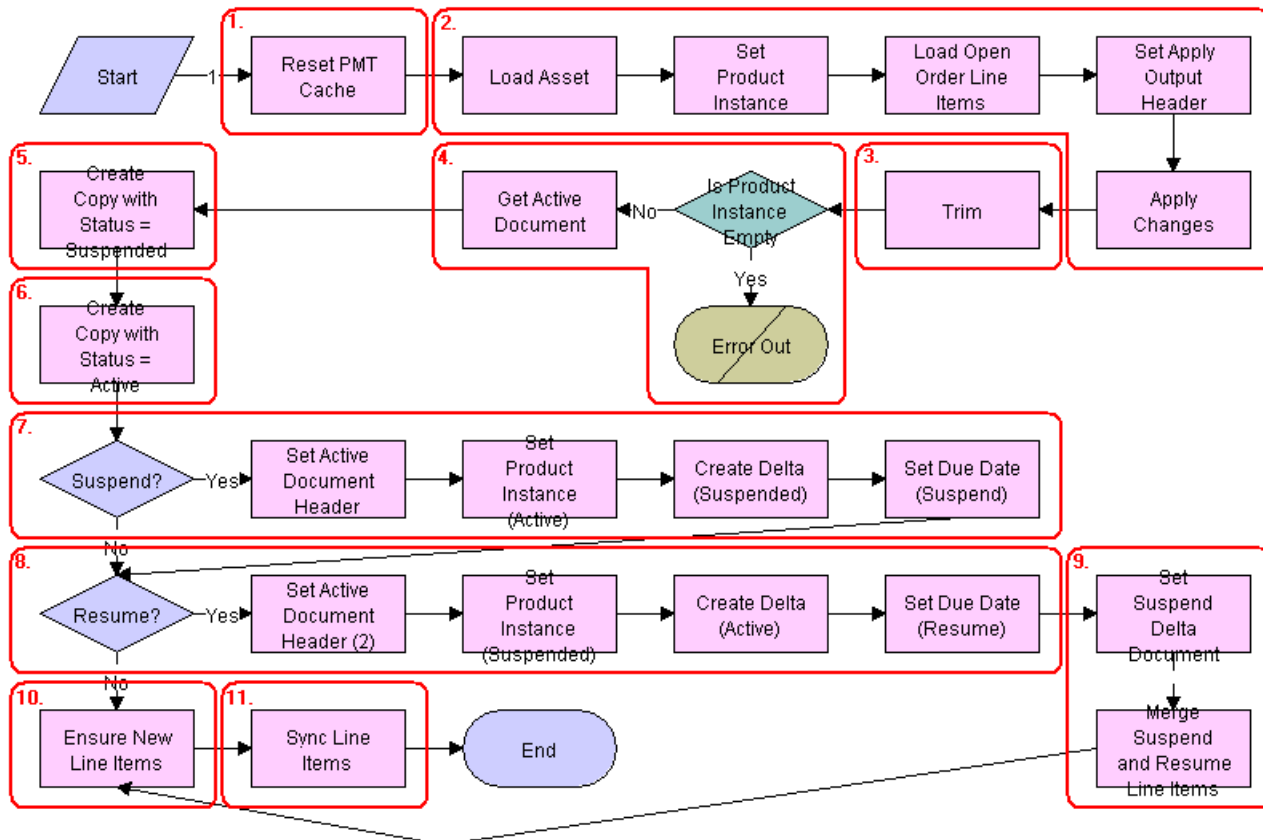 1.
2.
Start
1
Reset PMT
Cache
Load Asset
Set
Product
Instance
Load Open
Order Line
Items
Set Apply
Output
Header
5.
Create
Copy with
Status =
Suspended
4.
Get Active
Document
No
Is Product
Instance
Empty
Yes
Error Out
3.
Trim
Apply
Changes
6.
Create
Copy with
Status =
Active
7.
Suspend?
Yes
No
Set Active
Document
Header
Set
Product
Instance
(Active)
Create Delta
(Suspended)
Set Due Date
(Suspend)
8.
Resume?
Yes
No
Set Active
Document
Header (2)
Set
Product
Instance
(Suspended)
Create Delta
(Active)
Set Due Date
(Resume)
9.
Set
Suspend
Delta
Document
Merge
Suspend
and Resume
Line Items
10.
Ensure New
Line Items
11.
Sync Line
Items
End